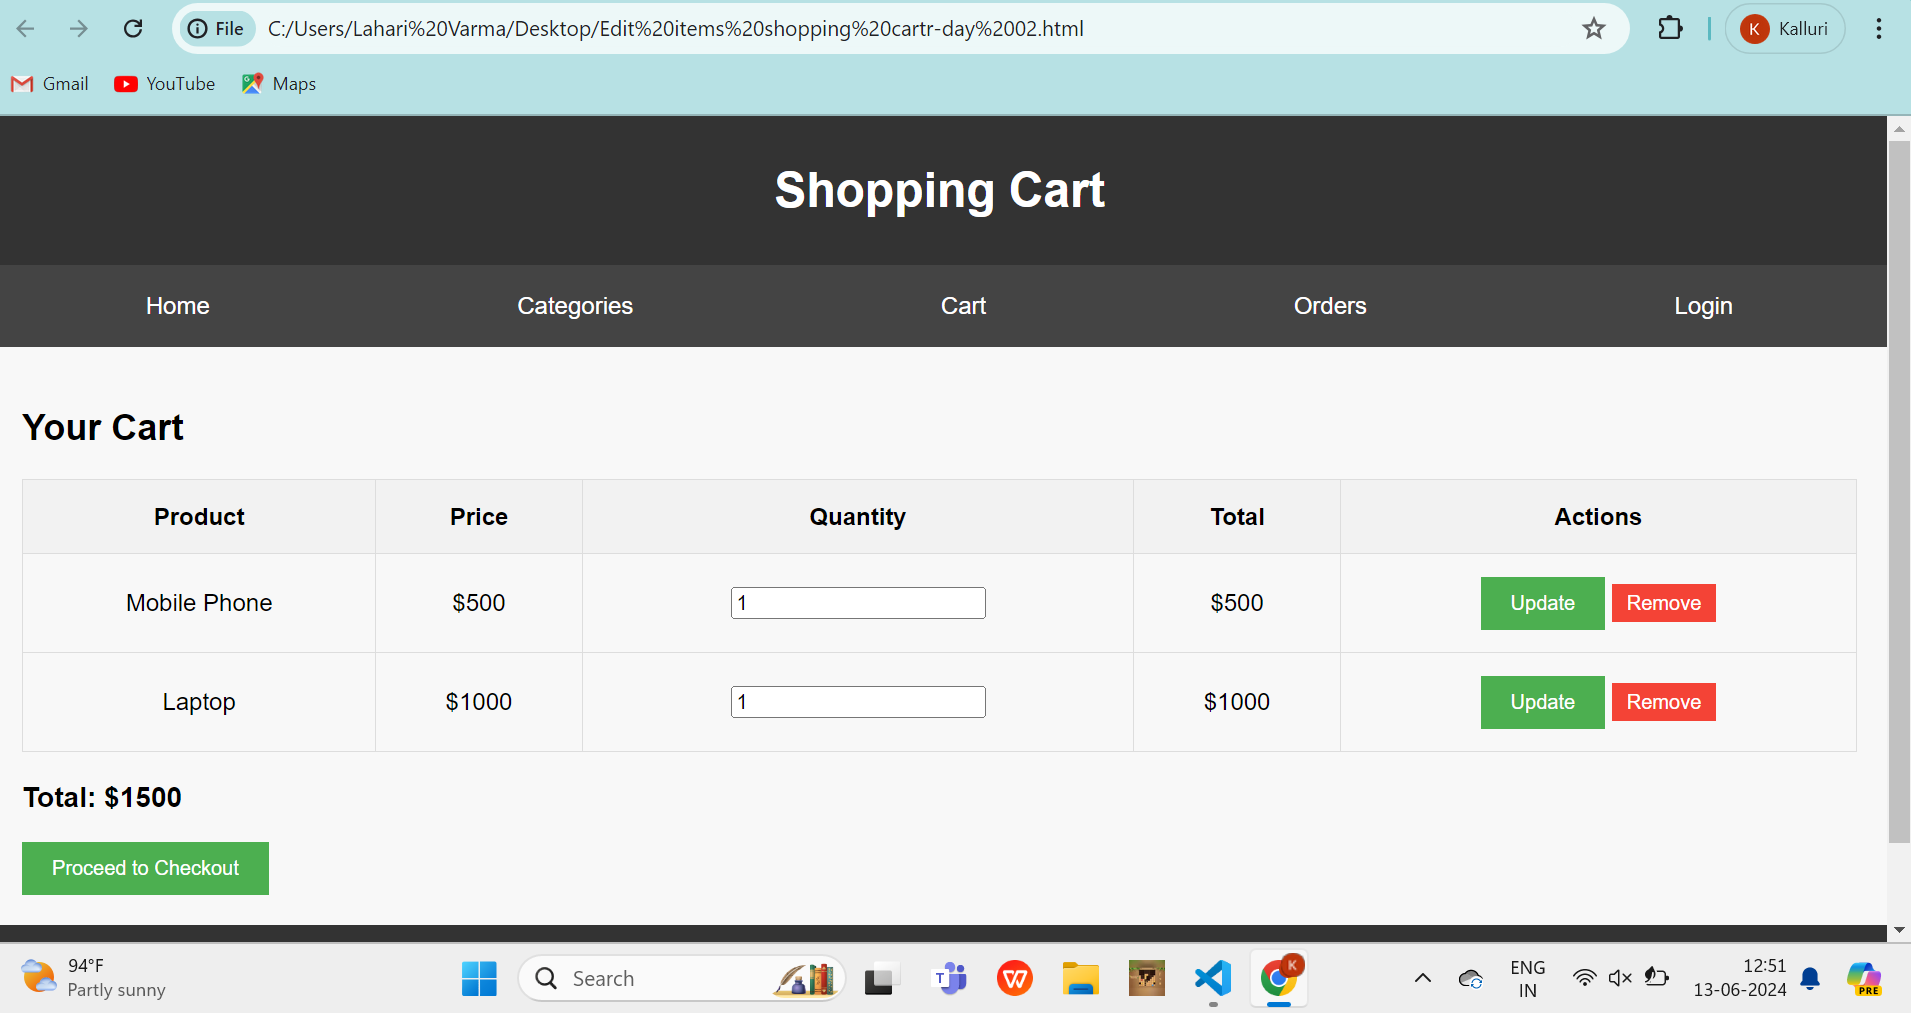 File C:/Users/Lahari%20Varma/Desktop/Edit%20items%20shopping%20cartr-day%2002.html K Kalluri
Gmail YouTube Maps
Shopping Cart
Home Categories Cart Orders Login
Your Cart
Product Price Quantity Total Actions
Mobile Phone $500 1 $500 Update Remove
Laptop $1000 1 $1000 Update Remove
Total: $1500
Proceed to Checkout
94°F
Partly sunny
Search
T
W
K
ENG
IN
12:51
13-06-2024
PRE